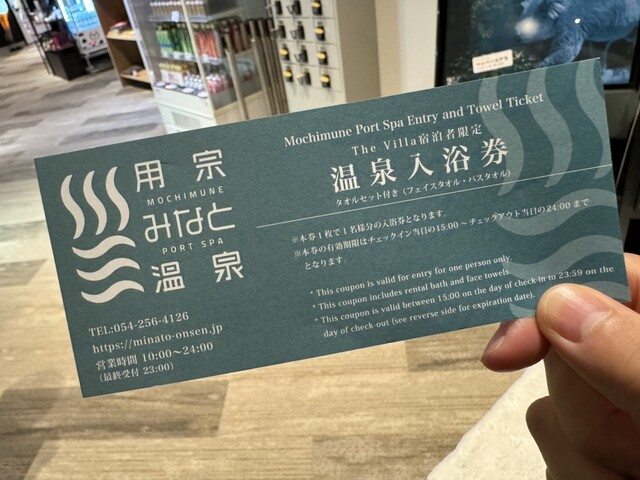 用宗
MOCHIMUNE
みなと
PORT SPA
温泉
TEL:054-256-4126
https://minato-onsen.jp/
営業時間 10:00～24:00
（最終受付 23:00）
Mochimune Port Spa Entry and Towel Ticket
The Villa宿泊者限定
温泉入浴券
タオルセット付き（フェイスタオル・バスタオル）
※本券1枚で1名様分の入浴券となります。
※本券の有効期限はチェックイン当日の15:00～チェックアウト当日の24:00まで
となります。
* This coupon is valid for entry for one person only.
* This coupon includes rental bath and face towels.
* This coupon is valid between 15:00 on the day of check-in to 23:59 on the
day of check-out (see reverse side for expiration date).